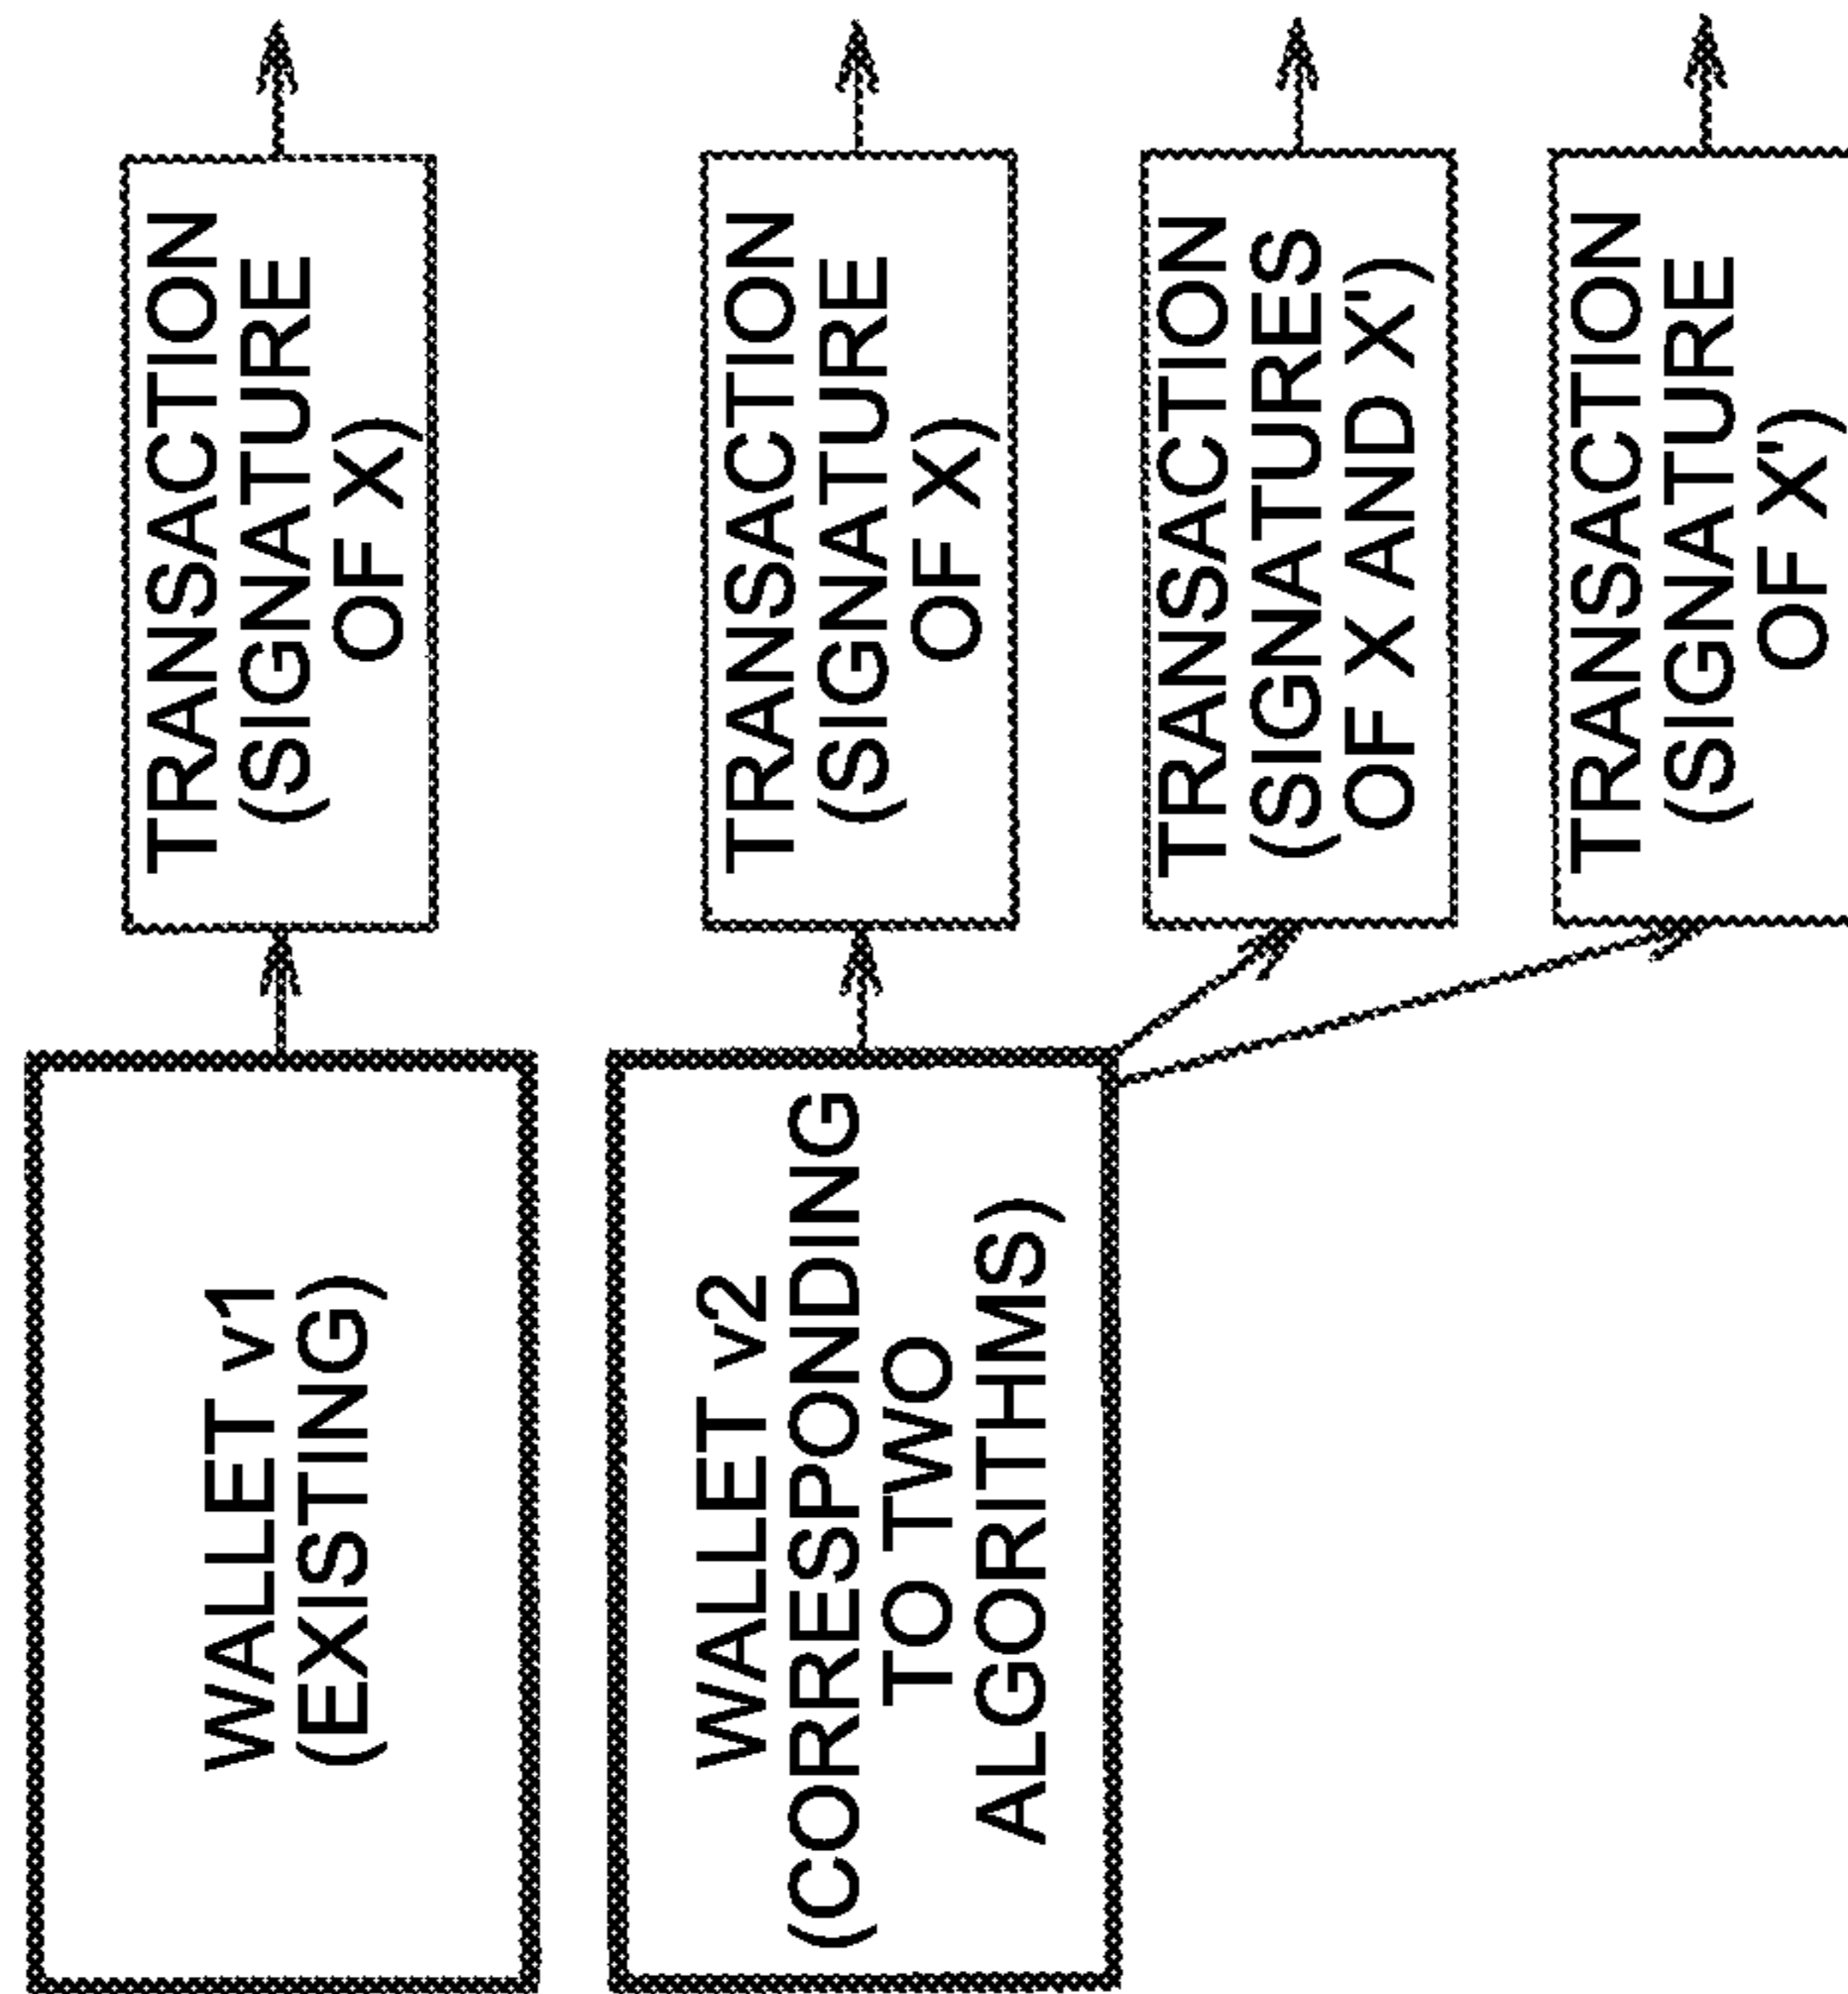 WALLET v1
(EXISTING)
TRANSACTION
(SIGNATURE
OF X)
WALLET v2
(CORRESPONDING
TO TWO
ALGORITHMS)
TRANSACTION
(SIGNATURE
OF X)
TRANSACTION
(SIGNATURES
OF X AND X')
TRANSACTION
(SIGNATURE
OF X')